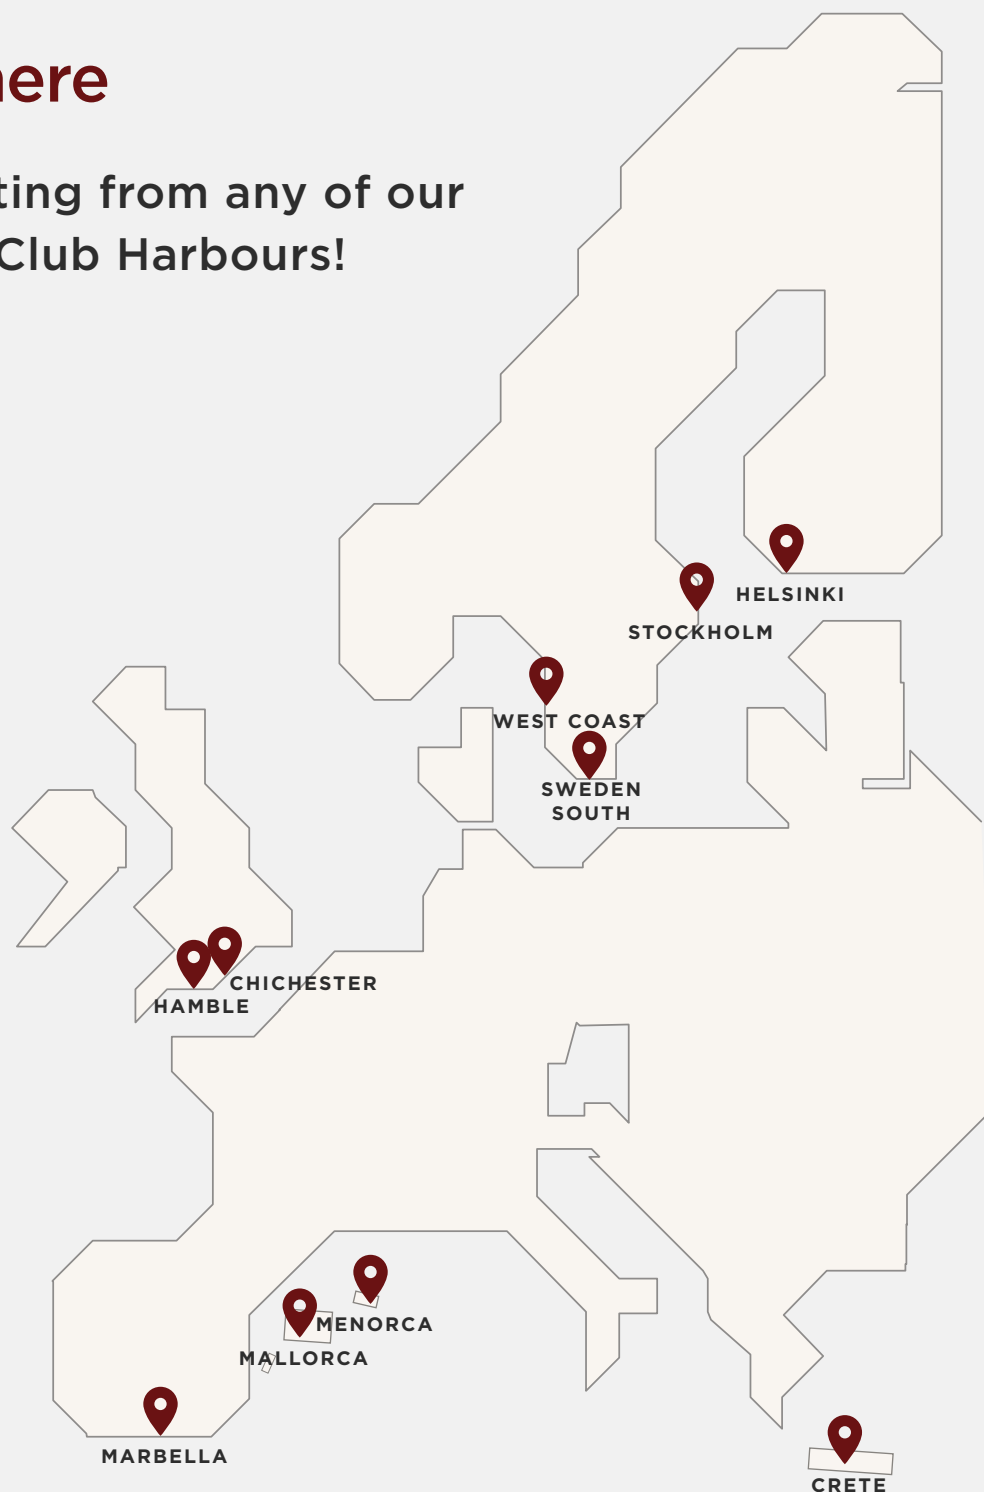 ere
ting from any of our
Club Harbours!
HELSINKI
STOCKHOLM
WEST COAST
SWEDEN
SOUTH
CHICHESTER
HAMBLE
MENORCA
MALLORCA
MARBELLA
CRETE